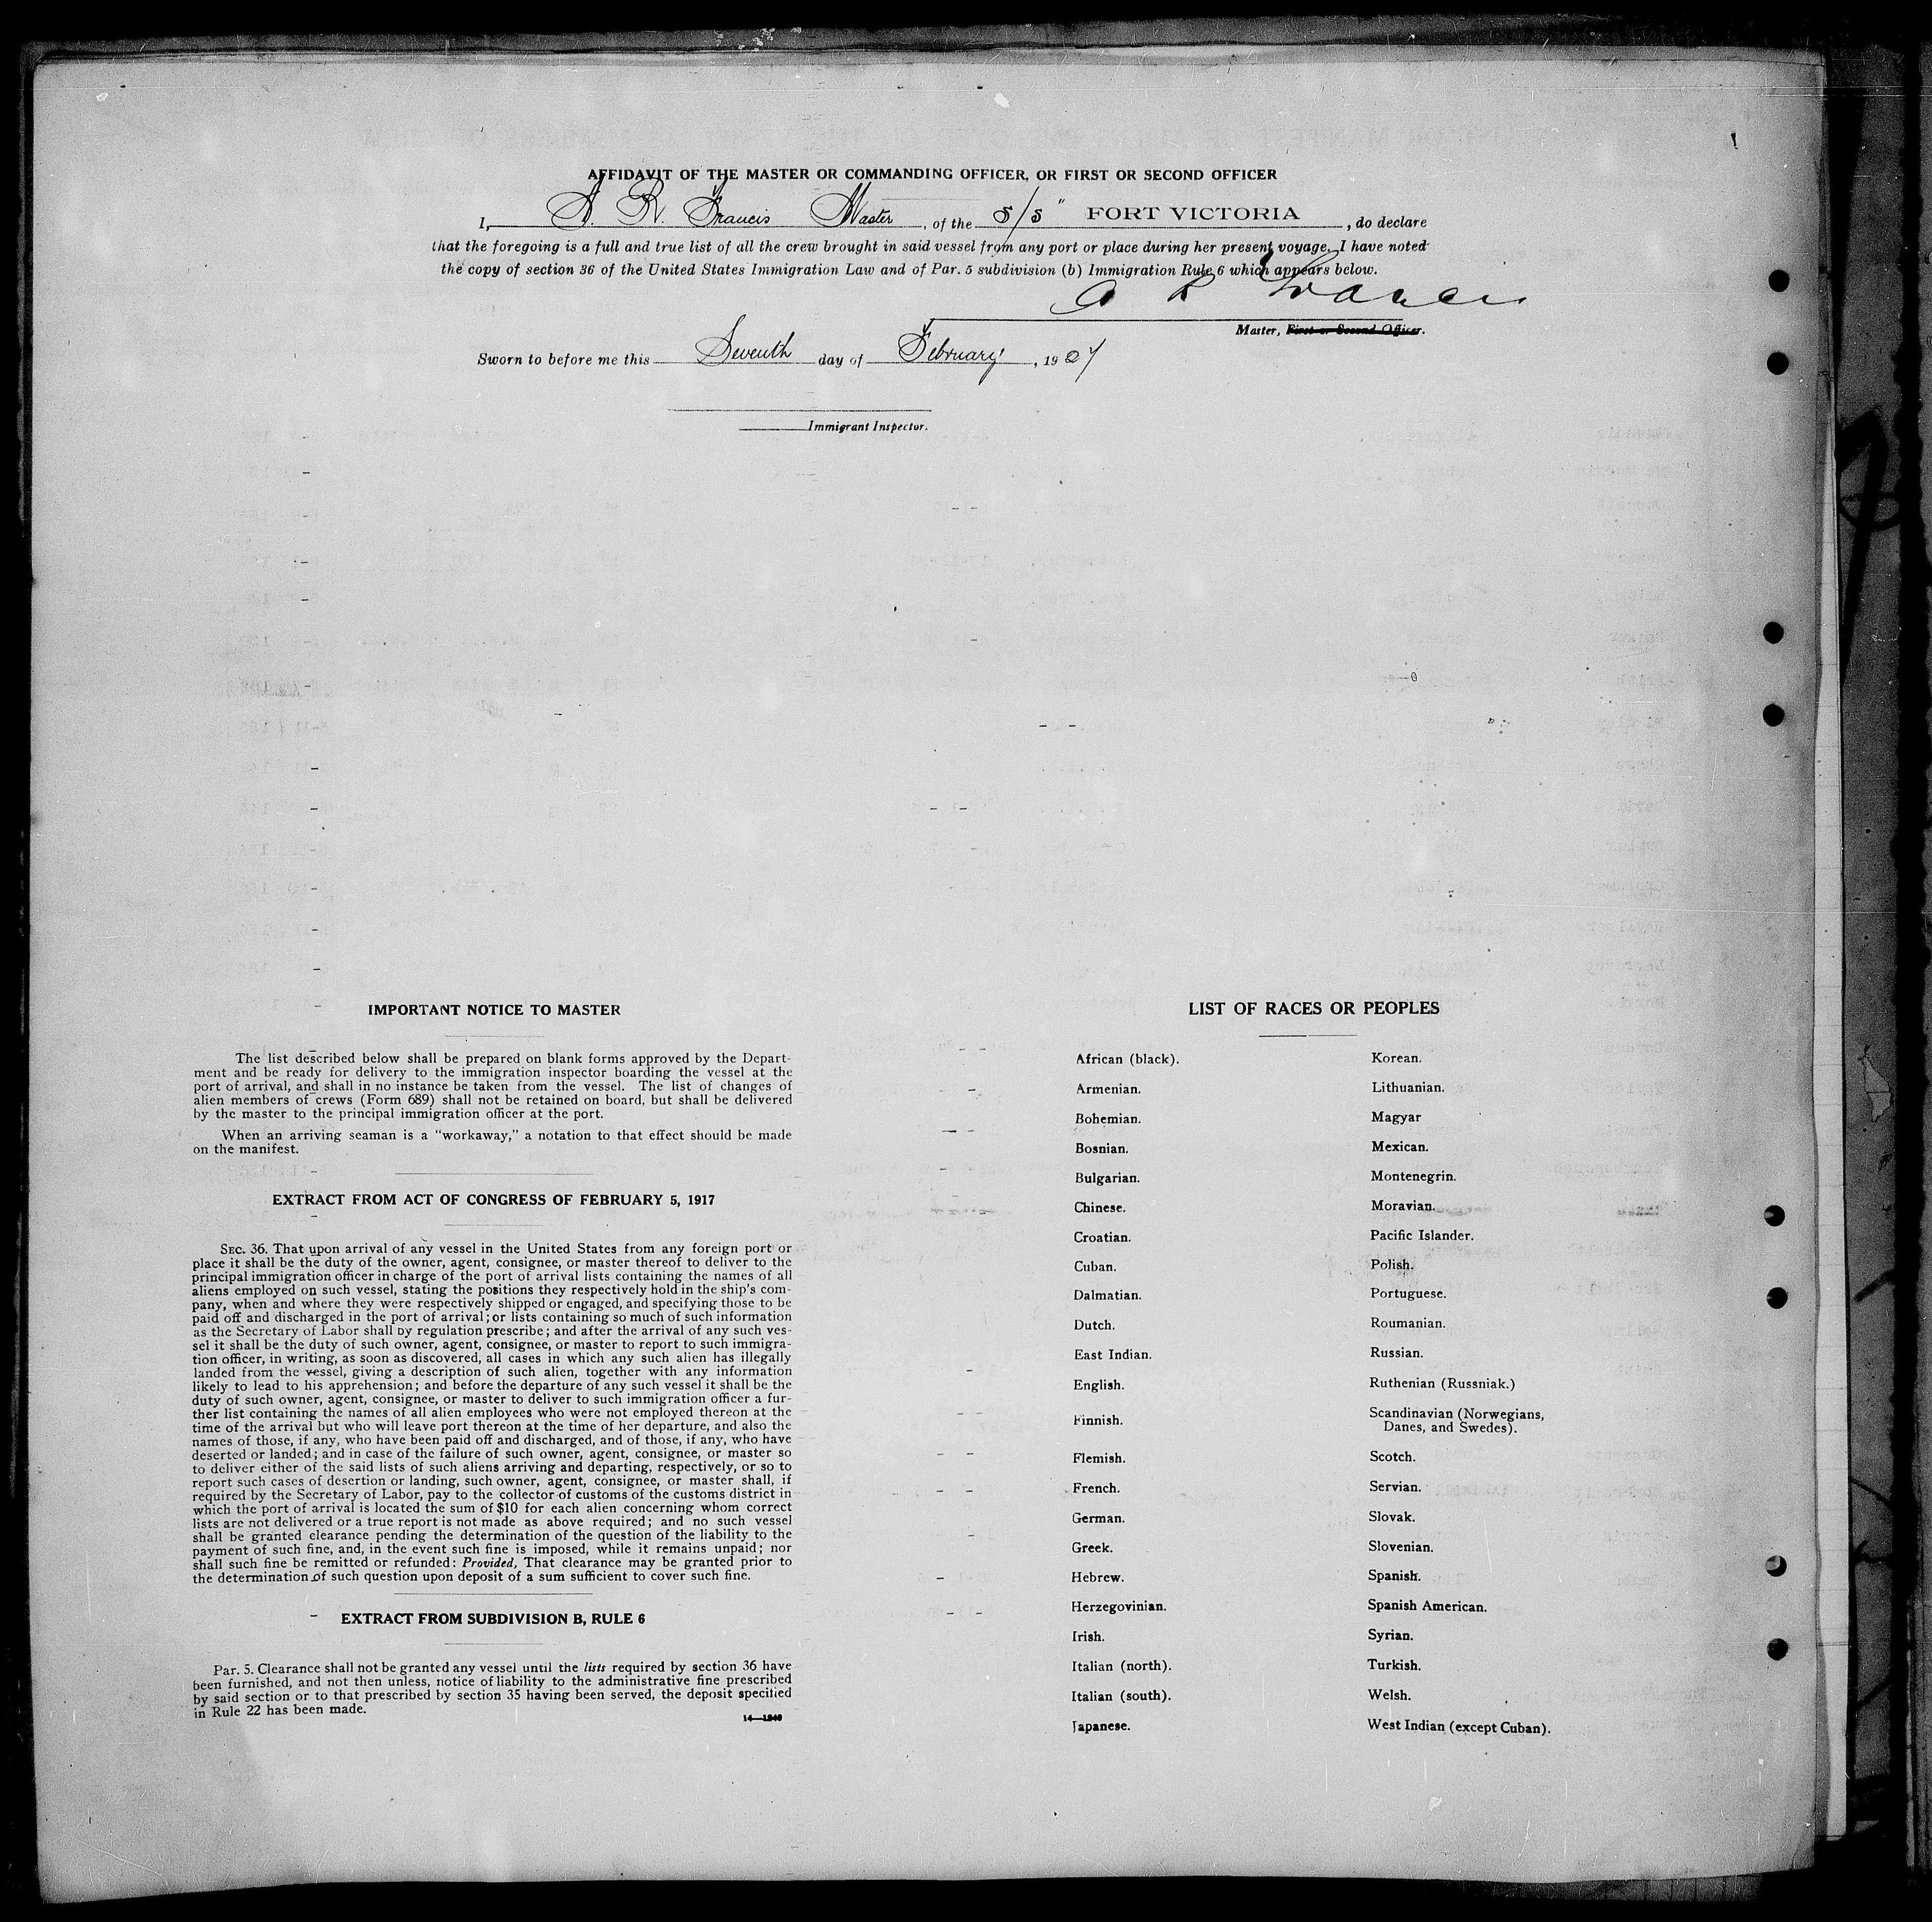 AFFIDAVIT OF THE MASTER OR COMMANDING OFFICER, OR FIRST OR SECOND OFFICER
I, A. R. Francis Master, of the S/S " FORT VICTORIA, do declare
that the foregoing is a full and true list of all the crew brought in said vessel from any port or place during her present voyage. I have noted
the copy of section 36 of the United States Immigration Law and of Par. 5 subdivision (b) Immigration Rule 6 which appears below.
A R Francis
Master, First or Second Officer.
Sworn to before me this Seventh day of February, 1927
Immigrant Inspector.
IMPORTANT NOTICE TO MASTER
The list described below shall be prepared on blank forms approved by the Depart-
ment and be ready for delivery to the immigration inspector boarding the vessel at the
port of arrival, and shall in no instance be taken from the vessel. The list of changes of
alien members of crews (Form 689) shall not be retained on board, but shall be delivered
by the master to the principal immigration officer at the port.
When an arriving seaman is a "workaway," a notation to that effect should be made
on the manifest.
EXTRACT FROM ACT OF CONGRESS OF FEBRUARY 5, 1917
SEC. 36. That upon arrival of any vessel in the United States from any foreign port or
place it shall be the duty of the owner, agent, consignee, or master thereof to deliver to the
principal immigration officer in charge of the port of arrival lists containing the names of all
aliens employed on such vessel, stating the positions they respectively hold in the ship's com-
pany, when and where they were respectively shipped or engaged, and specifying those to be
paid off and discharged in the port of arrival; or lists containing so much of such information
as the Secretary of Labor shall by regulation prescribe; and after the arrival of any such ves-
sel it shall be the duty of such owner, agent, consignee, or master to report to such immigra-
tion officer, in writing, as soon as discovered, all cases in which any such alien has illegally
landed from the vessel, giving a description of such alien, together with any information
likely to lead to his apprehension; and before the departure of any such vessel it shall be the
duty of such owner, agent, consignee, or master to deliver to such immigration officer a fur-
ther list containing the names of all alien employees who were not employed thereon at the
time of the arrival but who will leave port thereon at the time of her departure, and also the
names of those, if any, who have been paid off and discharged, and of those, if any, who have
deserted or landed; and in case of the failure of such owner, agent, consignee, or master so
to deliver either of the said lists of such aliens arriving and departing, respectively, or so to
report such cases of desertion or landing, such owner, agent, consignee, or master shall, if
required by the Secretary of Labor, pay to the collector of customs of the customs district in
which the port of arrival is located the sum of $10 for each alien concerning whom correct
lists are not delivered or a true report is not made as above required; and no such vessel
shall be granted clearance pending the determination of the question of the liability to the
payment of such fine, and, in the event such fine is imposed, while it remains unpaid; nor
shall such fine be remitted or refunded: Provided, That clearance may be granted prior to
the determination of such question upon deposit of a sum sufficient to cover such fine.
EXTRACT FROM SUBDIVISION B, RULE 6
Par. 5. Clearance shall not be granted any vessel until the lists required by section 36 have
been furnished, and not then unless, notice of liability to the administrative fine prescribed
by said section or to that prescribed by section 35 having been served, the deposit specified
in Rule 22 has been made.
14—1240
LIST OF RACES OR PEOPLES
African (black).
Armenian.
Bohemian.
Bosnian.
Bulgarian.
Chinese.
Croatian.
Cuban.
Dalmatian.
Dutch.
East Indian.
English.
Finnish.
Flemish.
French.
German.
Greek.
Hebrew.
Herzegovinian.
Irish.
Italian (north).
Italian (south).
Japanese.
Korean.
Lithuanian.
Magyar
Mexican.
Montenegrin.
Moravian.
Pacific Islander.
Polish.
Portuguese.
Roumanian.
Russian.
Ruthenian (Russniak.)
Scandinavian (Norwegians,
Danes, and Swedes).
Scotch.
Servian.
Slovak.
Slovenian.
Spanish.
Spanish American.
Syrian.
Turkish.
Welsh.
West Indian (except Cuban).